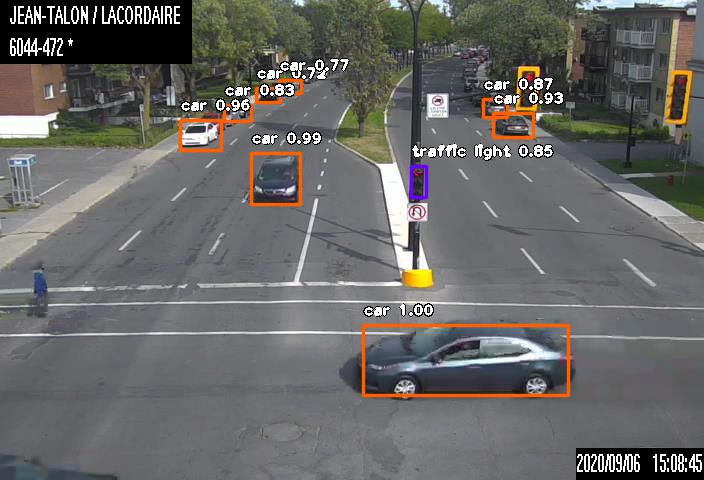 JEAN-TALON / LACORDAIRE
6044-472 *
car 0.77
car 0.72
car 0.87
car 0.83
car 0.93
car 0.96
car 0.99
traffic light 0.85
car 1.00
2020/09/06 15:08:45